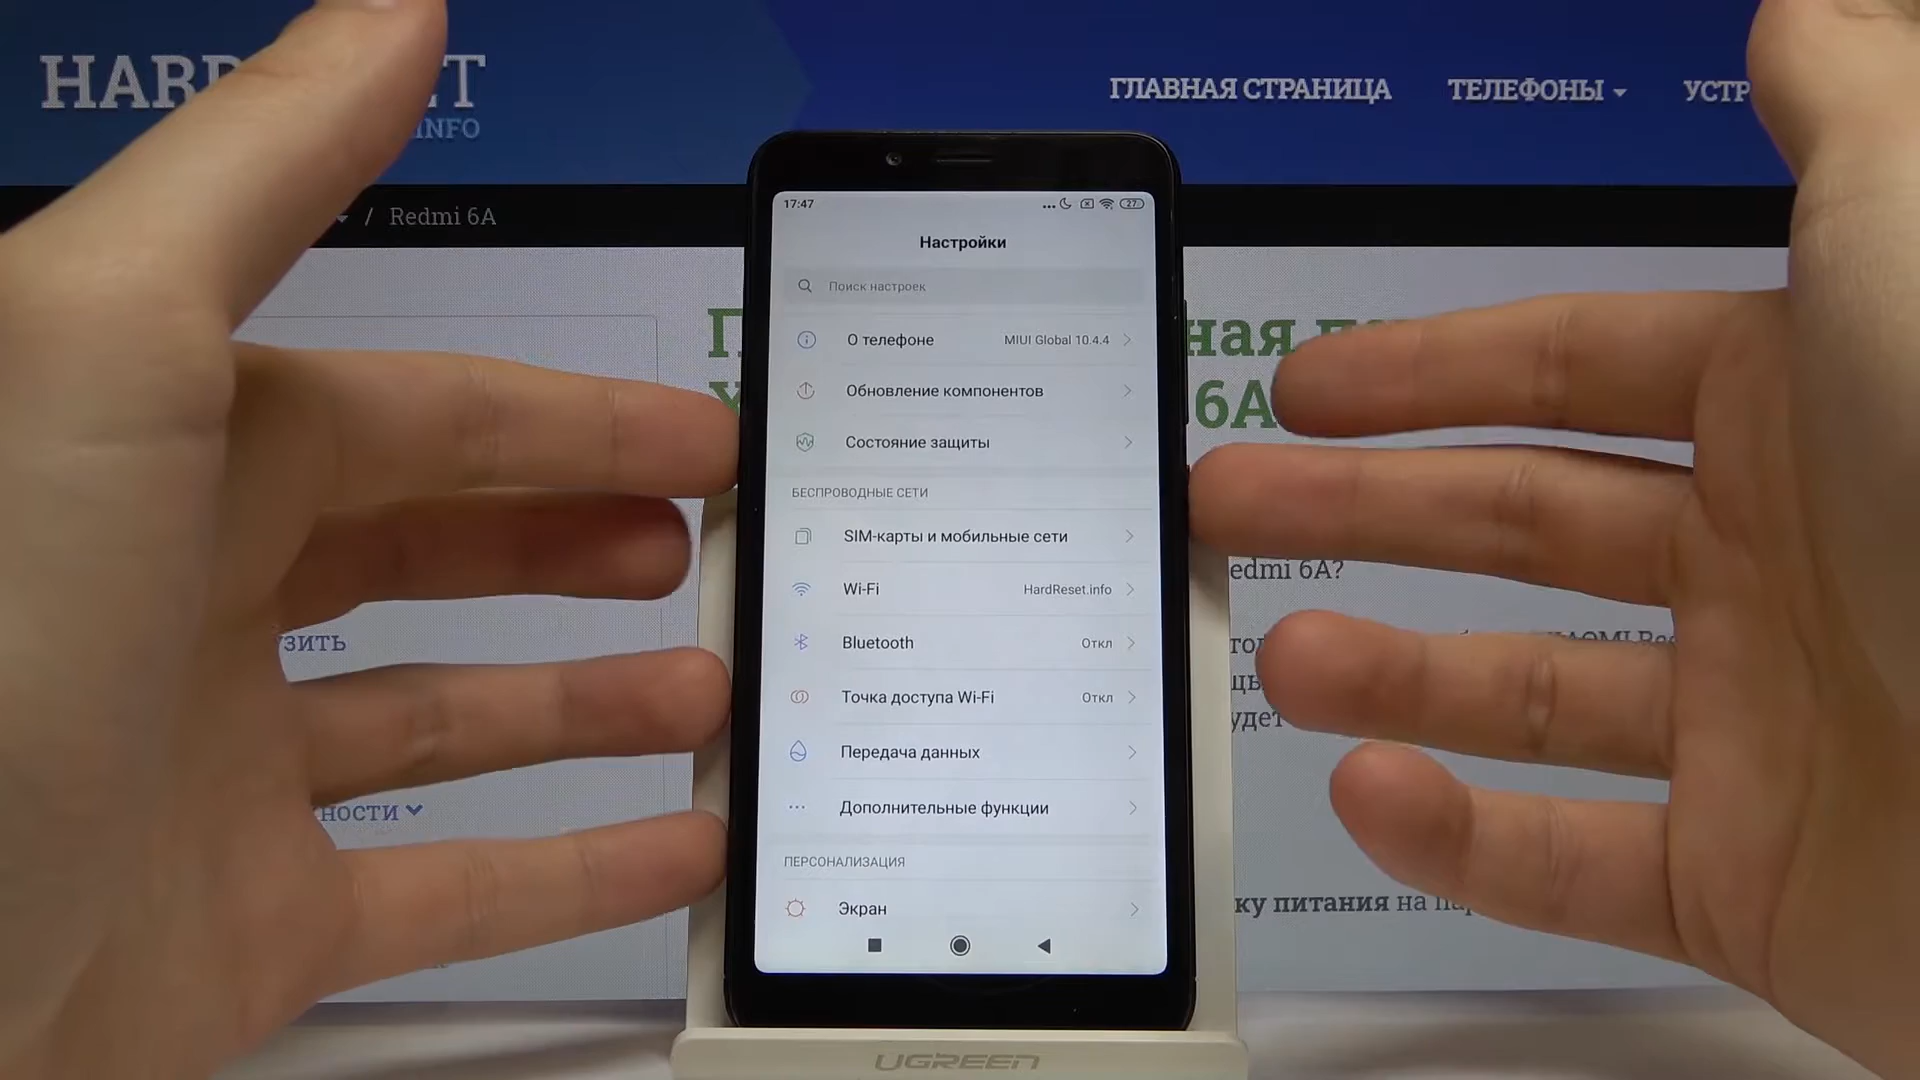 ГЛАВНАЯ СТРАНИЦА
ТЕЛЕФОНЫ
INFO
/ Redmi 6A
17:47
27
Настройки
Поиск настроек
О телефоне MIUI Global 10.4.4
Обновление компонентов
Состояние защиты
БЕСПРОВОДНЫЕ СЕТИ
SIM-карты и мобильные сети
Wi-Fi HardReset.info
Bluetooth Откл
Точка доступа Wi-Fi Откл
Передача данных
Дополнительные функции
ПЕРСОНАЛИЗАЦИЯ
Экран
6A
edmi 6A?
ку питания на
UGREEN